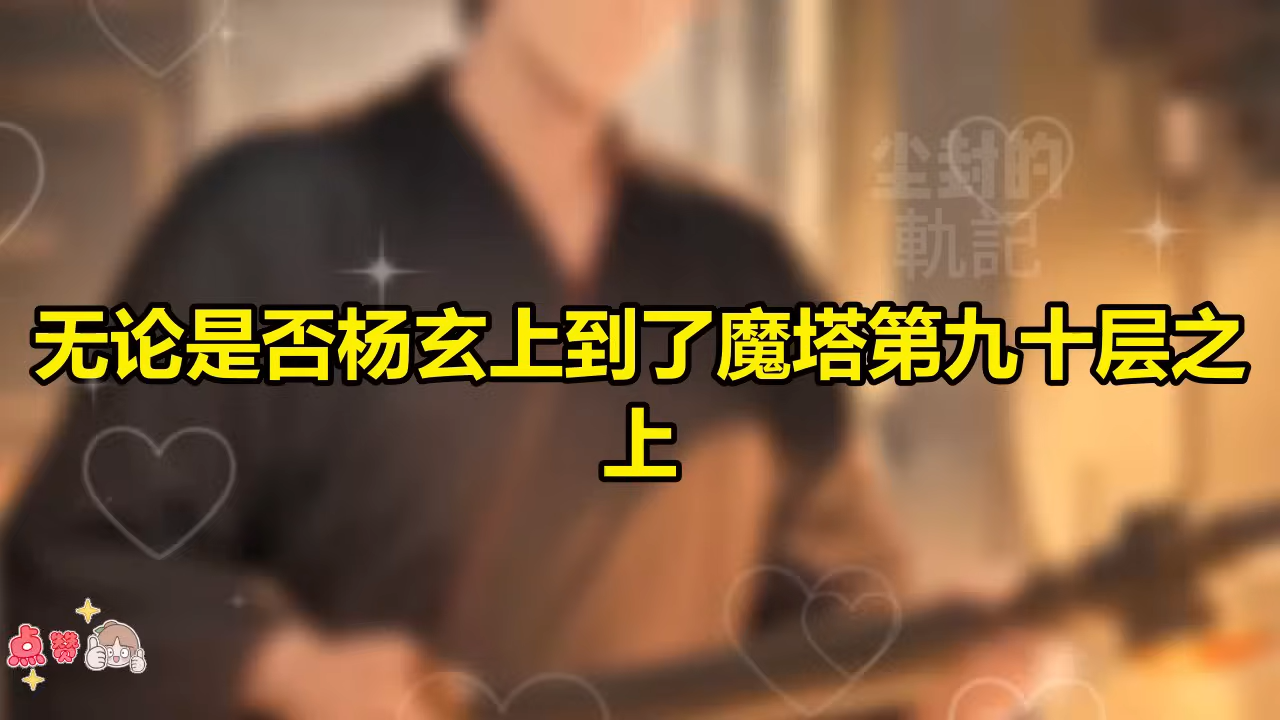 尘封的
軌記
无论是否杨玄上到了魔塔第九十层之
上
点赞